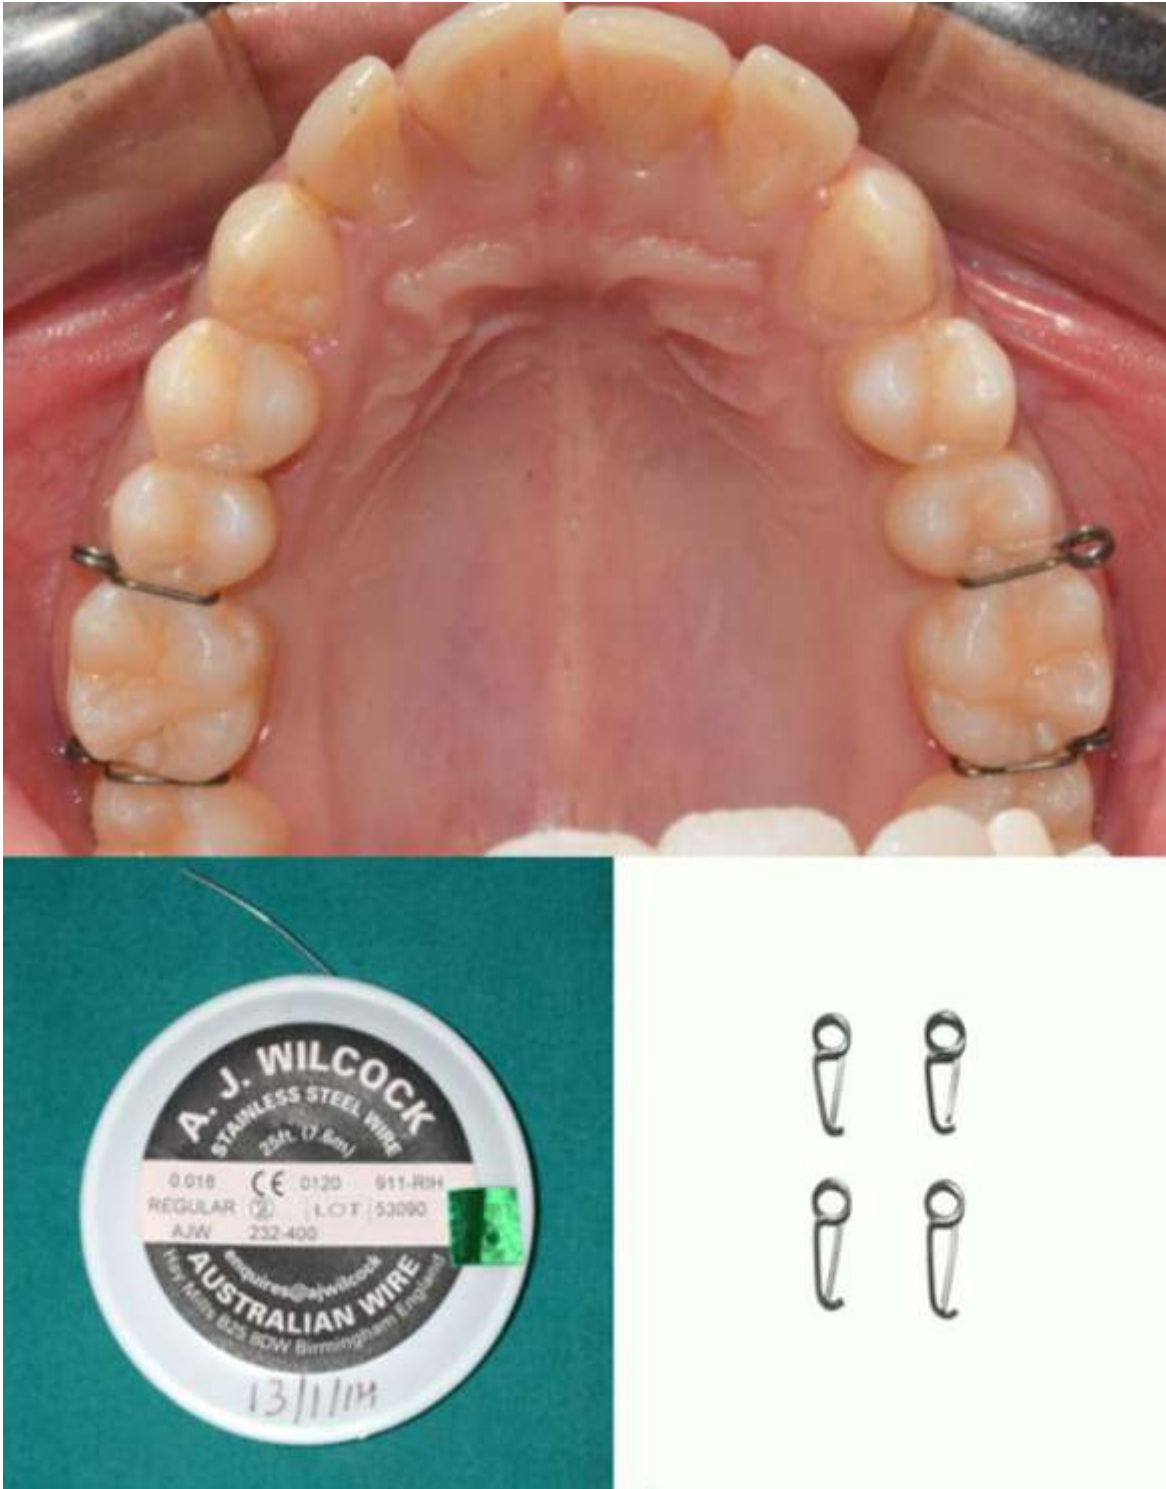 A. J. WILCOCK
STAINLESS STEEL WIRE
25ft. (7.6m)
0.018 CE 0120 911-RIH
REGULAR 2 LOT 53090
AJW 232-400
enquires@ajwilcock
AUSTRALIAN WIRE
Hay Mills B25 8DW Birmingham England
13/1/14